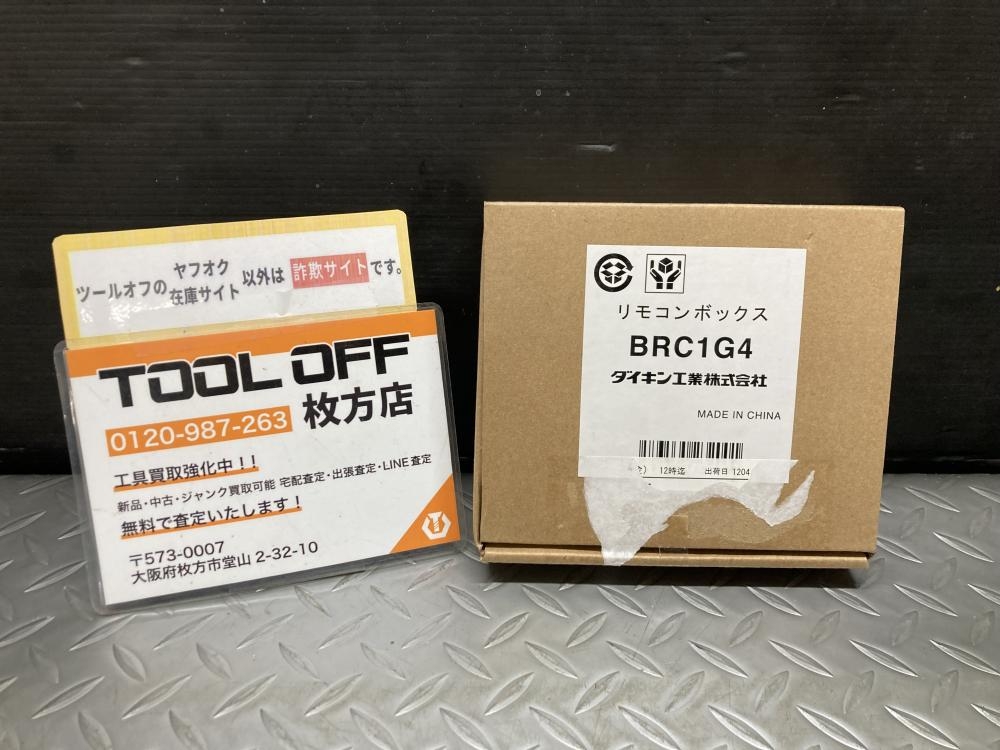 ツールオフの ヤフオク 在庫サイト 以外は 詐欺サイト です。
TOOL OFF
0120-987-263 枚方店
工具買取強化中!!
新品・中古・ジャンク買取可能 宅配査定・出張査定・LINE査定
無料で査定いたします!
〒573-0007
大阪府枚方市堂山 2-32-10
リモコンボックス
BRC1G4
ダイキン工業株式会社
MADE IN CHINA
12時迄 出荷日 1204